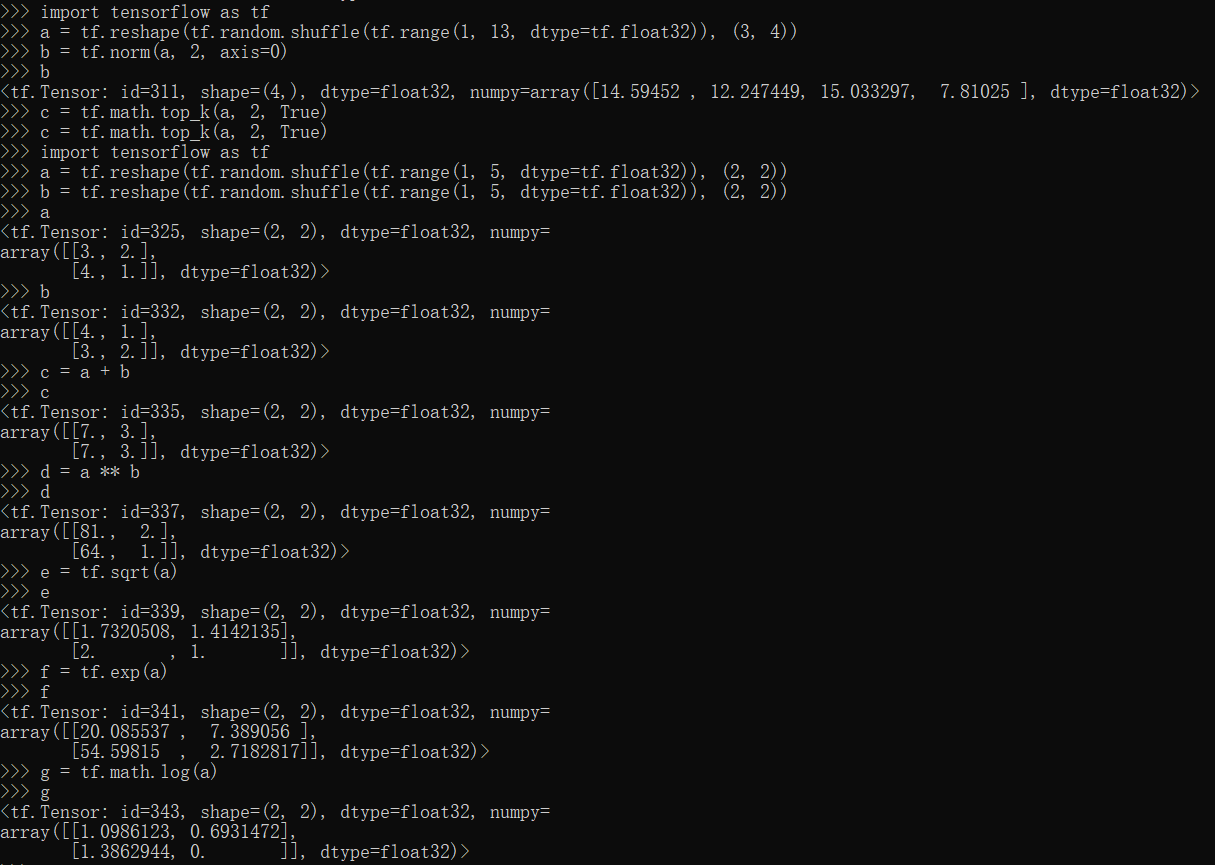 >>> import tensorflow as tf
>>> a = tf.reshape(tf.random.shuffle(tf.range(1, 13, dtype=tf.float32)), (3, 4))
>>> b = tf.norm(a, 2, axis=0)
>>> b
<tf.Tensor: id=311, shape=(4,), dtype=float32, numpy=array([14.59452 , 12.247449, 15.033297,  7.81025 ], dtype=float32)>
>>> c = tf.math.top_k(a, 2, True)
>>> c = tf.math.top_k(a, 2, True)
>>> import tensorflow as tf
>>> a = tf.reshape(tf.random.shuffle(tf.range(1, 5, dtype=tf.float32)), (2, 2))
>>> b = tf.reshape(tf.random.shuffle(tf.range(1, 5, dtype=tf.float32)), (2, 2))
>>> a
<tf.Tensor: id=325, shape=(2, 2), dtype=float32, numpy=
array([[3., 2.],
       [4., 1.]], dtype=float32)>
>>> b
<tf.Tensor: id=332, shape=(2, 2), dtype=float32, numpy=
array([[4., 1.],
       [3., 2.]], dtype=float32)>
>>> c = a + b
>>> c
<tf.Tensor: id=335, shape=(2, 2), dtype=float32, numpy=
array([[7., 3.],
       [7., 3.]], dtype=float32)>
>>> d = a ** b
>>> d
<tf.Tensor: id=337, shape=(2, 2), dtype=float32, numpy=
array([[81.,  2.],
       [64.,  1.]], dtype=float32)>
>>> e = tf.sqrt(a)
>>> e
<tf.Tensor: id=339, shape=(2, 2), dtype=float32, numpy=
array([[1.7320508, 1.4142135],
       [2.       , 1.       ]], dtype=float32)>
>>> f = tf.exp(a)
>>> f
<tf.Tensor: id=341, shape=(2, 2), dtype=float32, numpy=
array([[20.085537 ,  7.389056 ],
       [54.59815  ,  2.7182817]], dtype=float32)>
>>> g = tf.math.log(a)
>>> g
<tf.Tensor: id=343, shape=(2, 2), dtype=float32, numpy=
array([[1.0986123, 0.6931472],
       [1.3862944, 0.       ]], dtype=float32)>